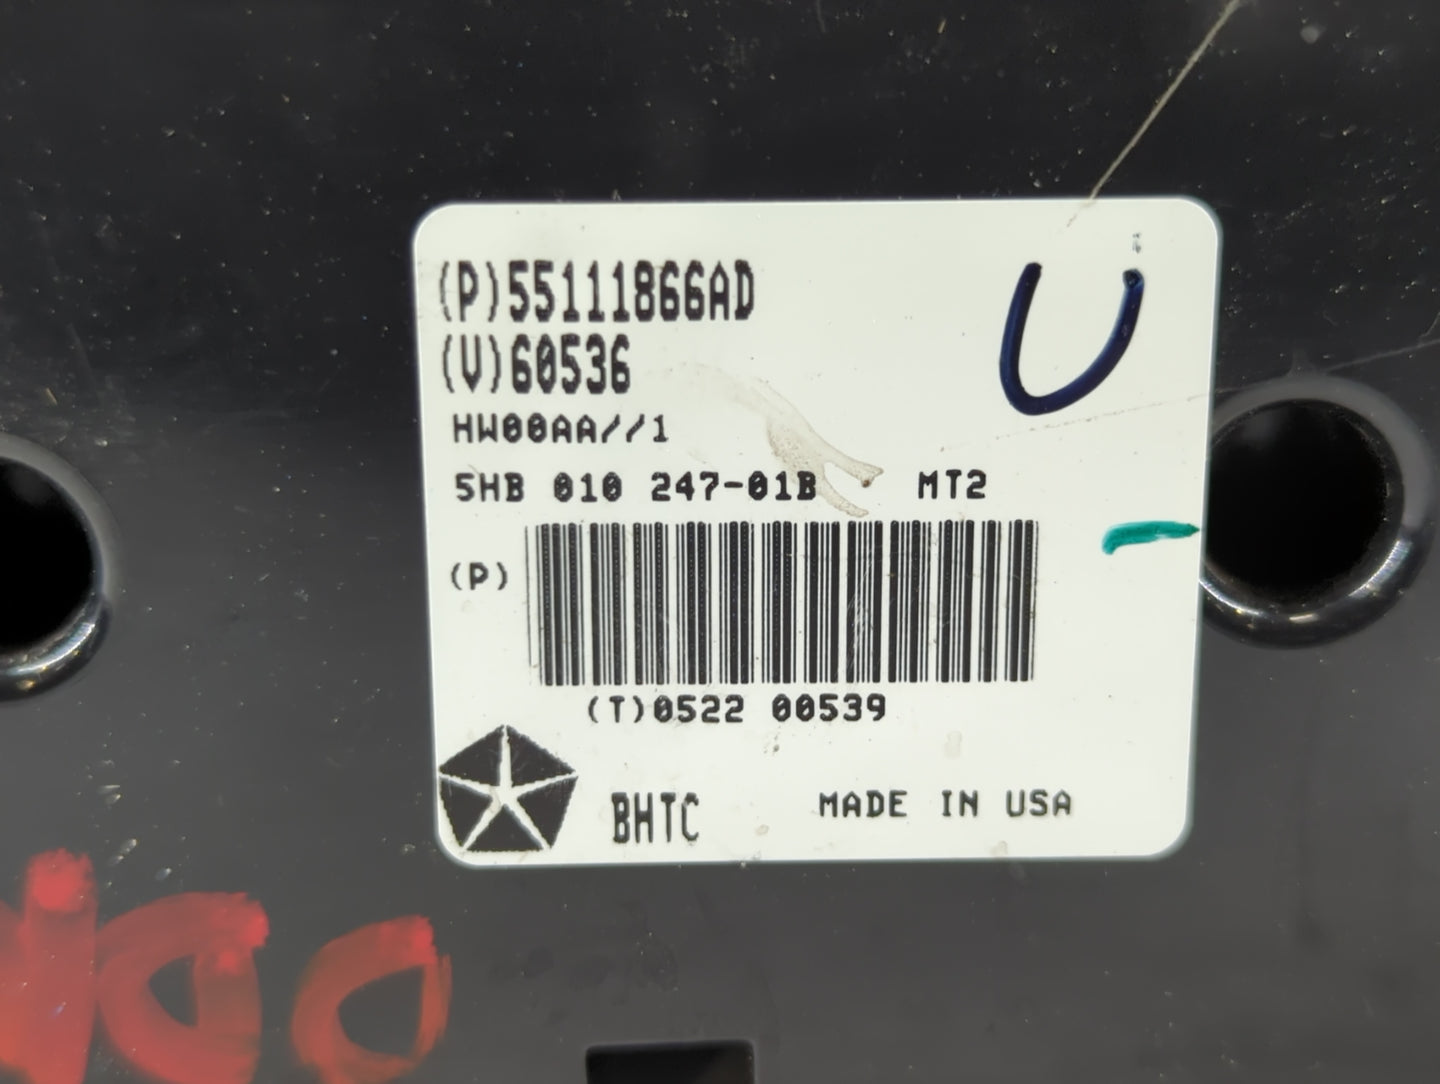 (P)55111866AD
(V)60536
HW00AA//1
5HB 010 247-01B MT2
(P)
(T)0522 00539
BHTC MADE IN USA
U